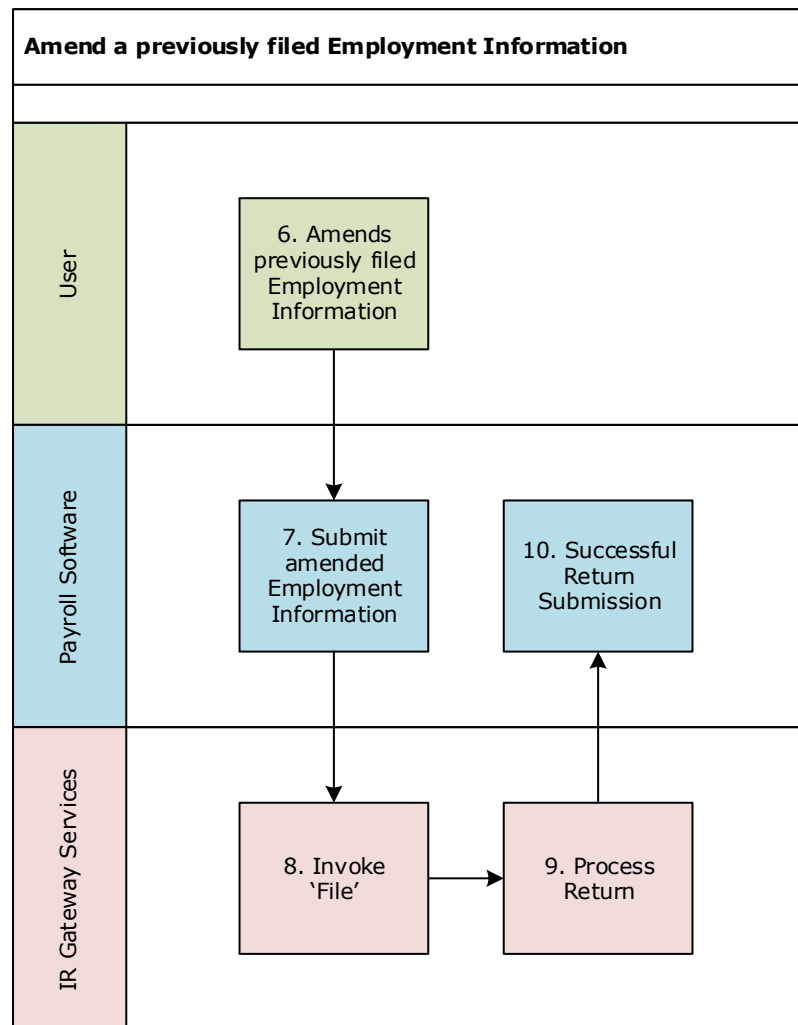 Amend a previously filed Employment Information
User
6. Amends
previously filed
Employment
Information
Payroll Software
7. Submit
amended
Employment
Information
10. Successful
Return
Submission
IR Gateway Services
8. Invoke
‘File’
9. Process
Return